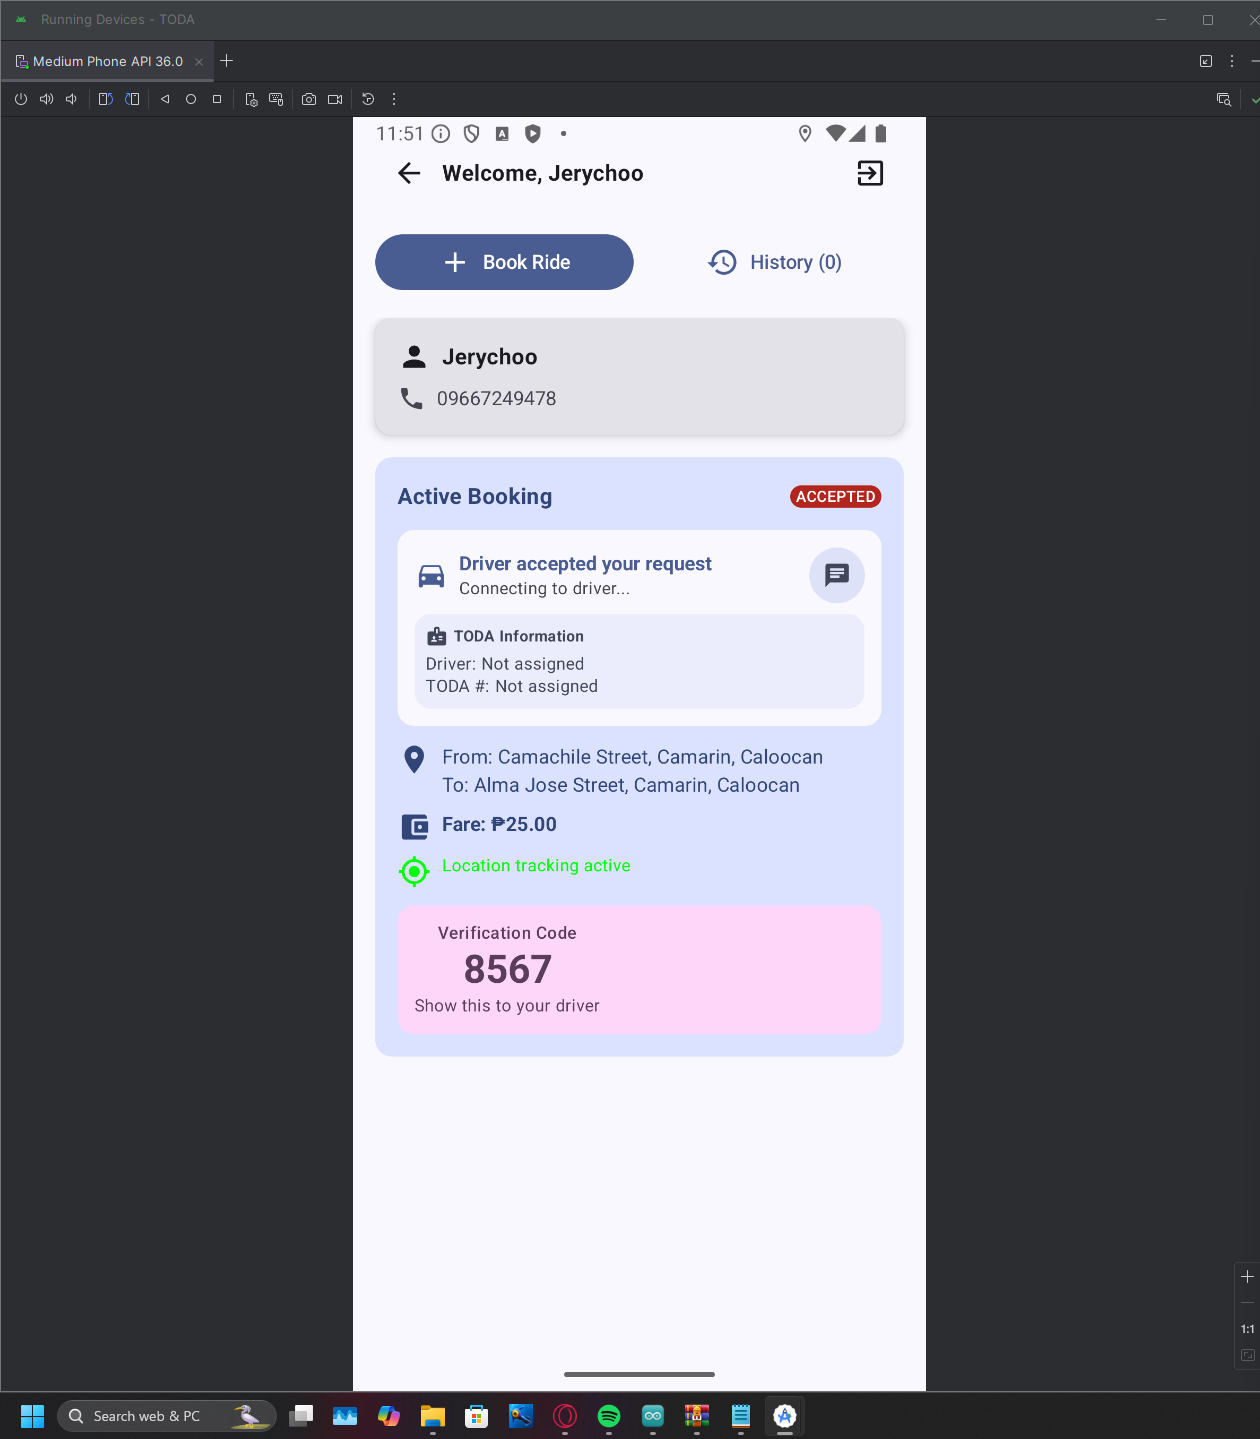 Running Devices - TODA
Medium Phone API 36.0
11:51
Welcome, Jerychoo
Book Ride
History (0)
Jerychoo
09667249478
Active Booking
ACCEPTED
Driver accepted your request
Connecting to driver...
TODA Information
Driver: Not assigned
TODA #: Not assigned
From: Camachile Street, Camarin, Caloocan
To: Alma Jose Street, Camarin, Caloocan
Fare: ₱25.00
Location tracking active
Verification Code
8567
Show this to your driver
1:1
Search web & PC